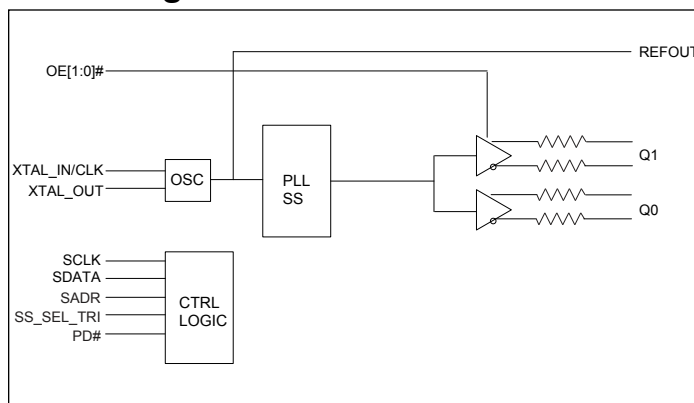 REFOUT
OE[1:0]#
XTAL_IN/CLK
XTAL_OUT
OSC
PLL
SS
Q1
Q0
SCLK
SDATA
SADR
SS_SEL_TRI
PD#
CTRL
LOGIC